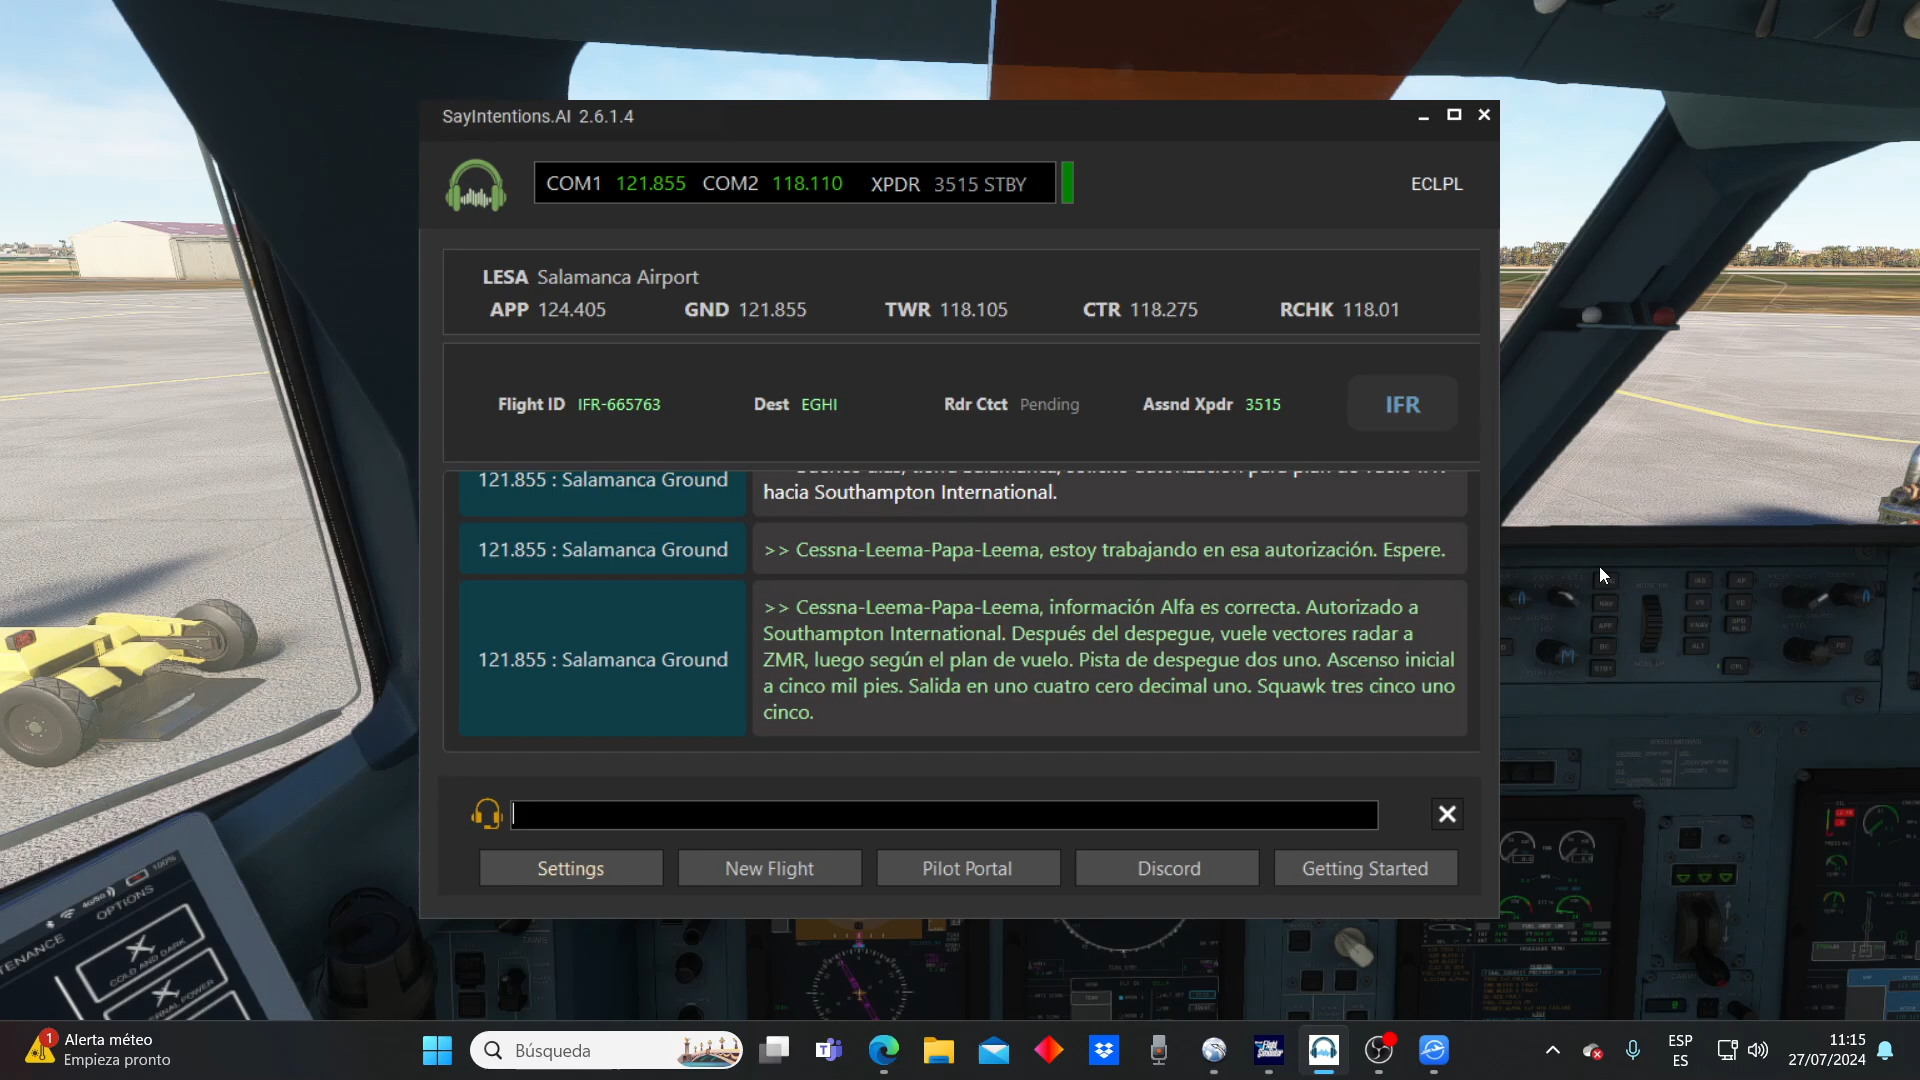 SayIntentions.AI 2.6.1.4
COM1 121.855 COM2 118.110 XPDR 3515 STBY
ECLPL
LESA Salamanca Airport
APP 124.405 GND 121.855 TWR 118.105 CTR 118.275 RCHK 118.01
Flight ID IFR-665763 Dest EGHI Rdr Ctct Pending Assnd Xpdr 3515 IFR
121.855 : Salamanca Ground
hacia Southampton International.
121.855 : Salamanca Ground
>> Cessna-Leema-Papa-Leema, estoy trabajando en esa autorización. Espere.
121.855 : Salamanca Ground
>> Cessna-Leema-Papa-Leema, información Alfa es correcta. Autorizado a
Southampton International. Después del despegue, vuele vectores radar a
ZMR, luego según el plan de vuelo. Pista de despegue dos uno. Ascenso inicial
a cinco mil pies. Salida en uno cuatro cero decimal uno. Squawk tres cinco uno
cinco.
Settings
New Flight
Pilot Portal
Discord
Getting Started
100%
OPTIONS
COLD AND DARK
TAWS
1
Alerta méteo
Empieza pronto
Búsqueda
ESP
ES
11:15
27/07/2024